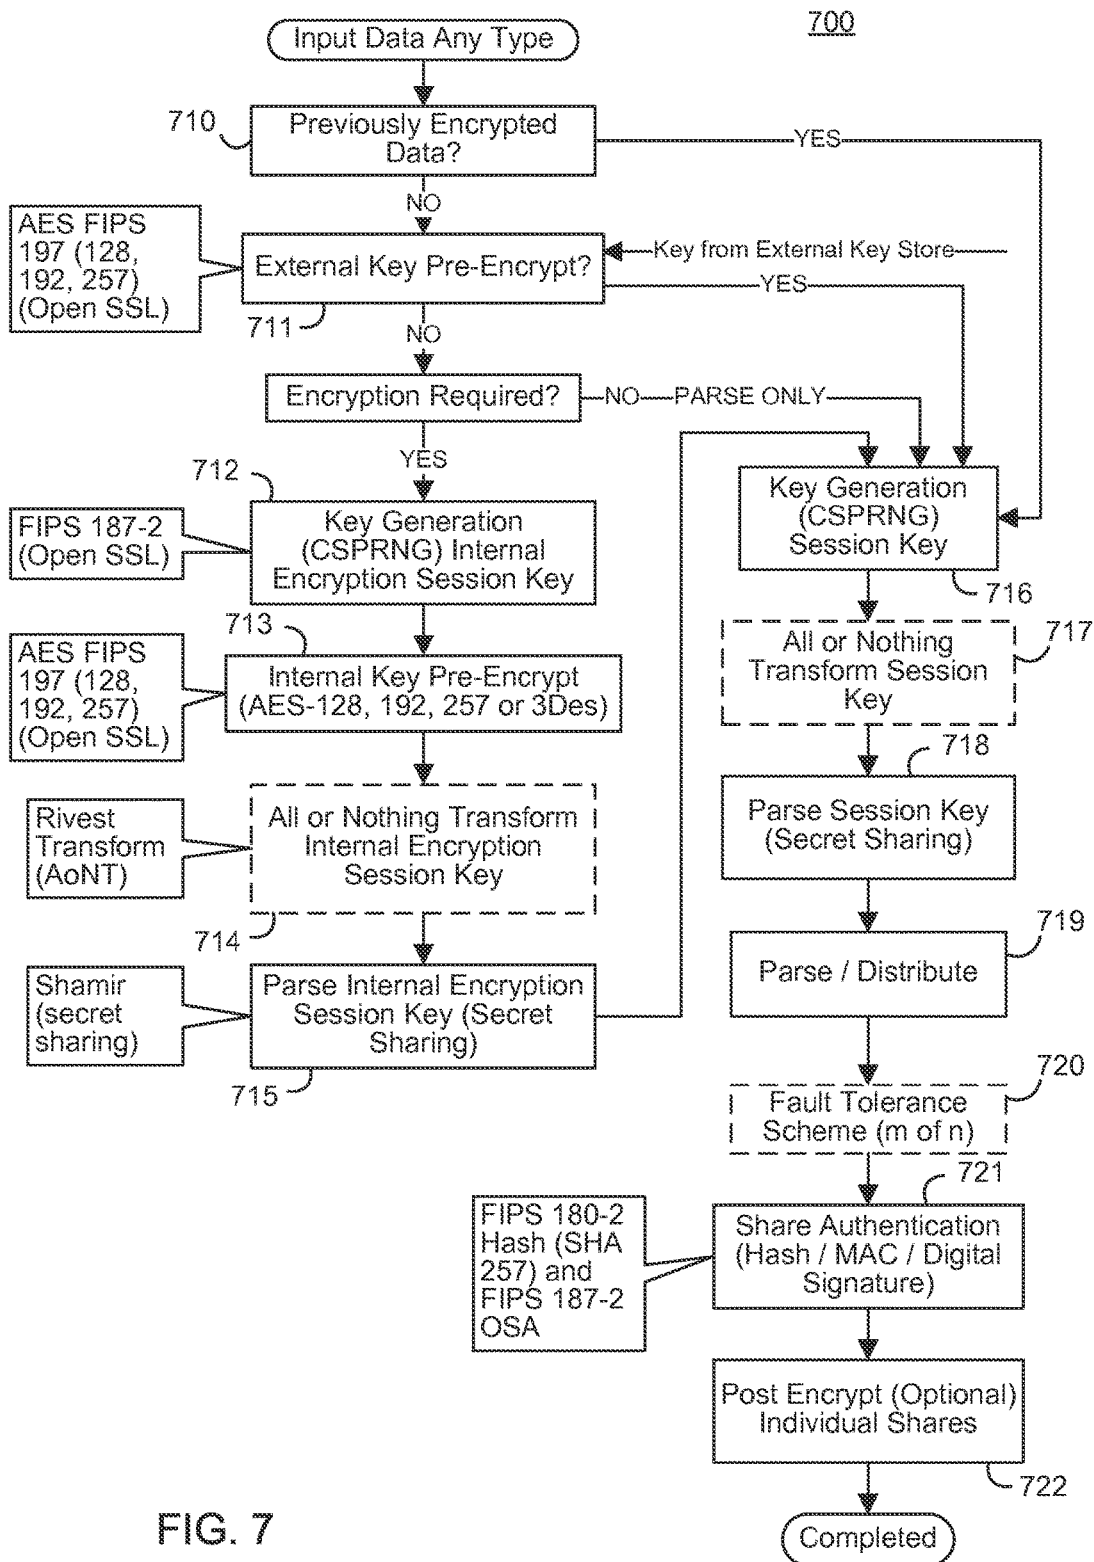 700
Input Data Any Type
710
Previously Encrypted
Data?
YES
NO
AES FIPS
197 (128,
192, 257)
(Open SSL)
External Key Pre-Encrypt?
Key from External Key Store
YES
711
NO
Encryption Required?
NO
PARSE ONLY
YES
712
Key Generation
(CSPRNG) Internal
Encryption Session Key
FIPS 187-2
(Open SSL)
Key Generation
(CSPRNG)
Session Key
716
713
AES FIPS
197 (128,
192, 257)
(Open SSL)
Internal Key Pre-Encrypt
(AES-128, 192, 257 or 3Des)
All or Nothing
Transform Session
Key
717
718
Rivest
Transform
(AoNT)
All or Nothing Transform
Internal Encryption
Session Key
714
Parse Session Key
(Secret Sharing)
719
Parse / Distribute
Shamir
(secret
sharing)
Parse Internal Encryption
Session Key (Secret
Sharing)
715
720
Fault Tolerance
Scheme (m of n)
721
FIPS 180-2
Hash (SHA
257) and
FIPS 187-2
OSA
Share Authentication
(Hash / MAC / Digital
Signature)
Post Encrypt (Optional)
Individual Shares
722
Completed
FIG. 7